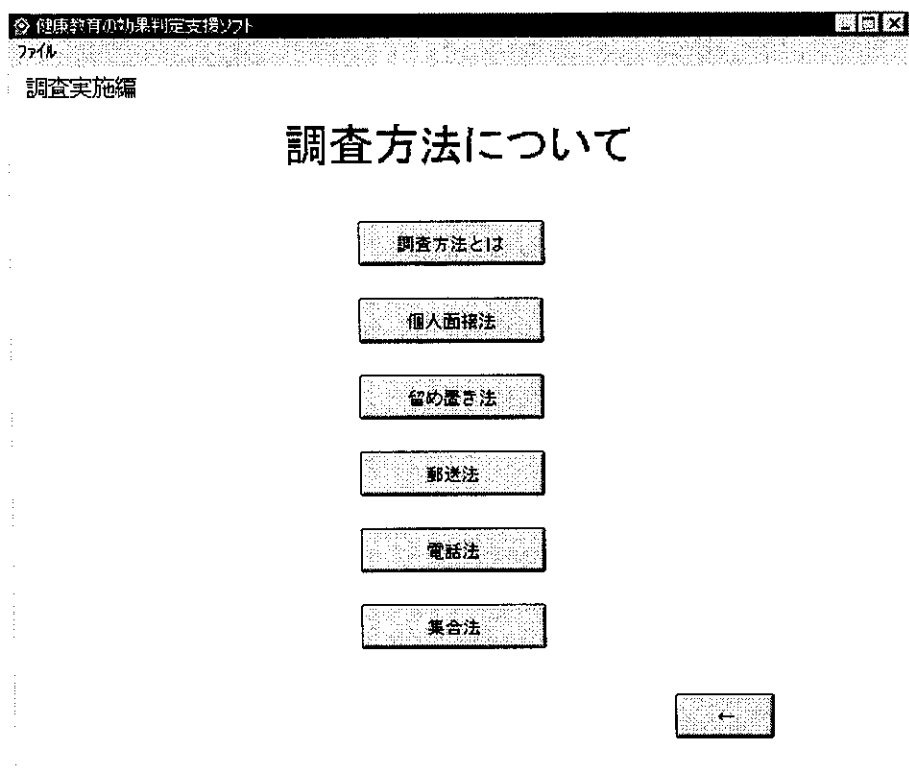 健康教育の効果判定支援ソフト
ファイル
調査実施編
調査方法について
調査方法とは
個人面接法
留め置き法
郵送法
電話法
集合法
←